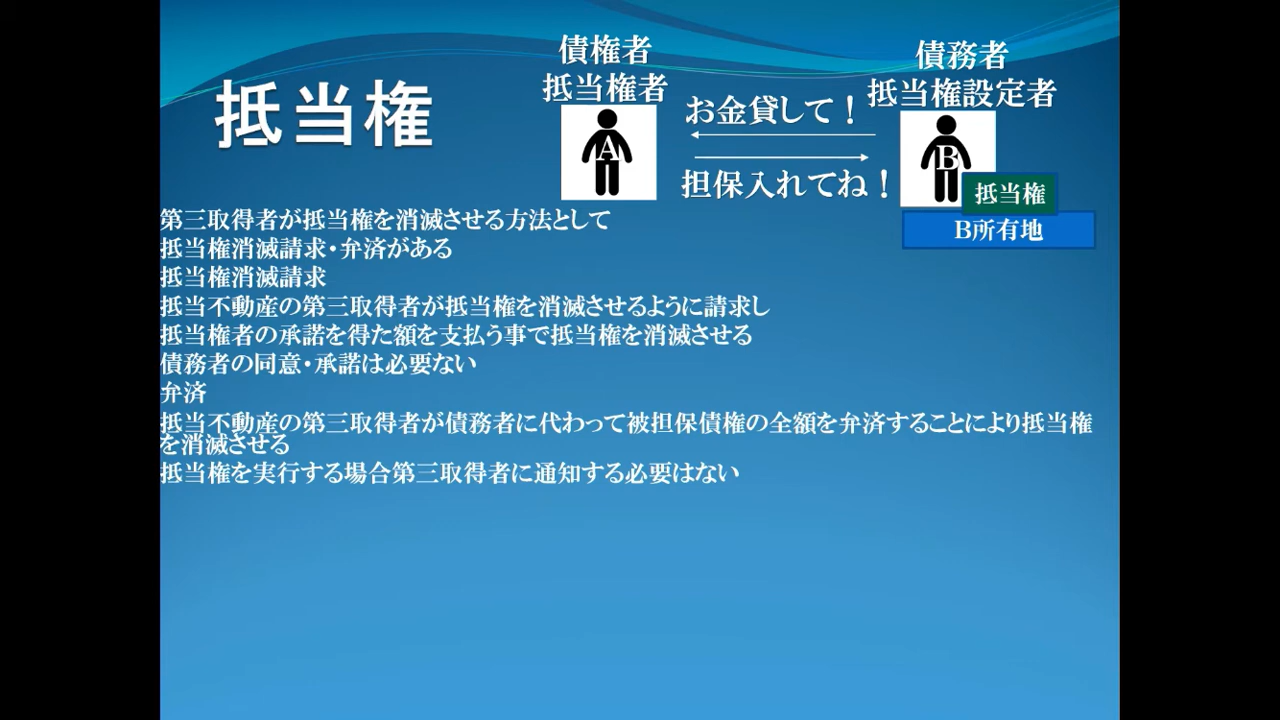 抵当権
債権者
抵当権者
債務者
抵当権設定者
お金貸して！
担保入れてね！
A
B
抵当権
B所有地
第三取得者が抵当権を消滅させる方法として
抵当権消滅請求・弁済がある
抵当権消滅請求
抵当不動産の第三取得者が抵当権を消滅させるように請求し
抵当権者の承諾を得た額を支払う事で抵当権を消滅させる
債務者の同意・承諾は必要ない
弁済
抵当不動産の第三取得者が債務者に代わって被担保債権の全額を弁済することにより抵当権
を消滅させる
抵当権を実行する場合第三取得者に通知する必要はない